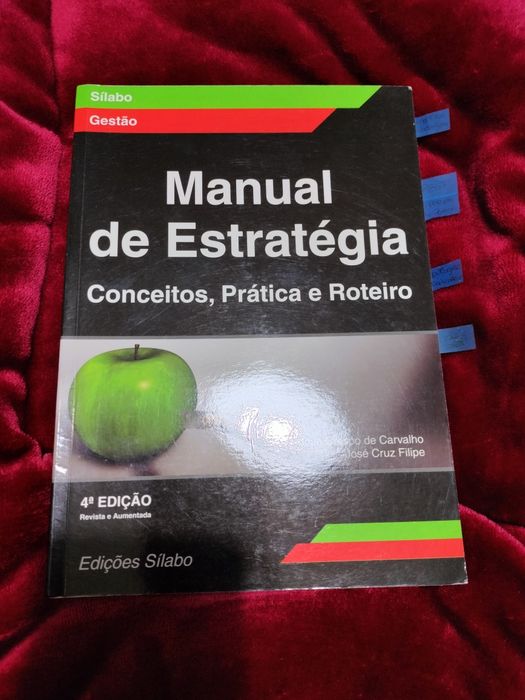 Sílabo
Gestão
Manual
de Estratégia
Conceitos, Prática e Roteiro
de Carvalho
José Cruz Filipe
4ª EDIÇÃO
Revista e Aumentada
Edições Sílabo